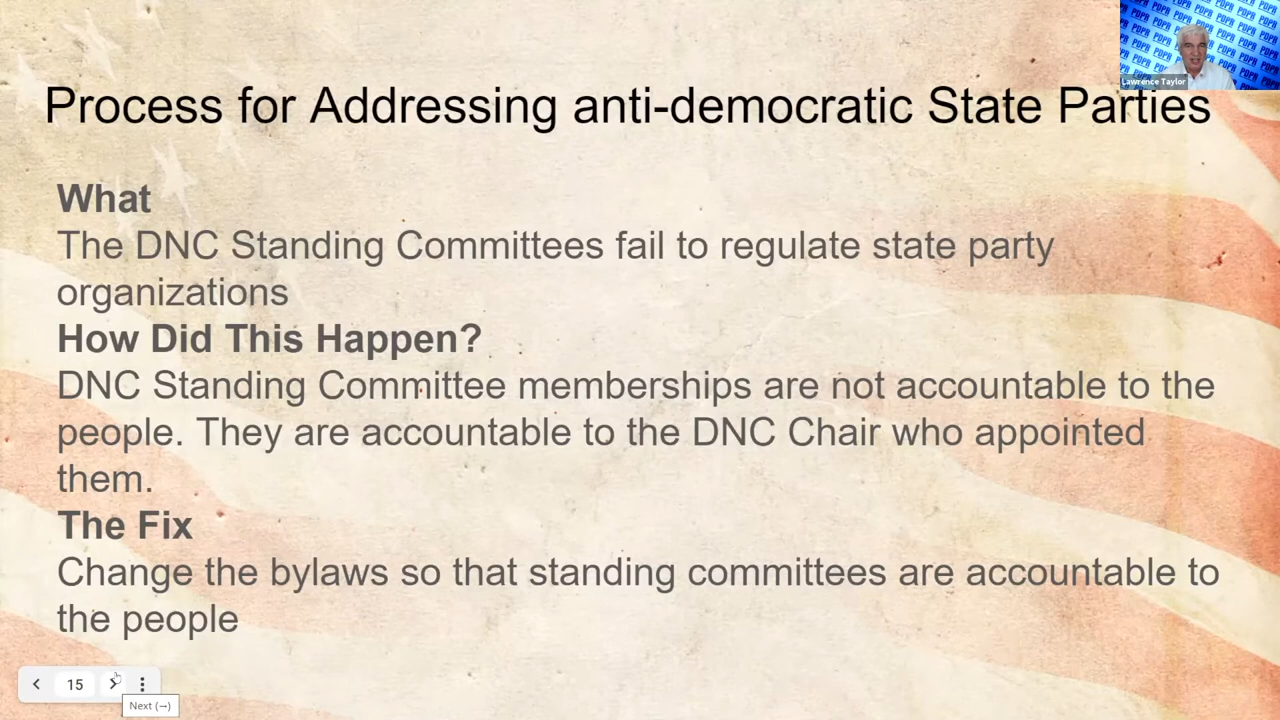 Process for Addressing anti-democratic State Parties
Lawrence Taylor
What
The DNC Standing Committees fail to regulate state party
organizations
How Did This Happen?
DNC Standing Committee memberships are not accountable to the
people. They are accountable to the DNC Chair who appointed
them.
The Fix
Change the bylaws so that standing committees are accountable to
the people
15
Next (→)